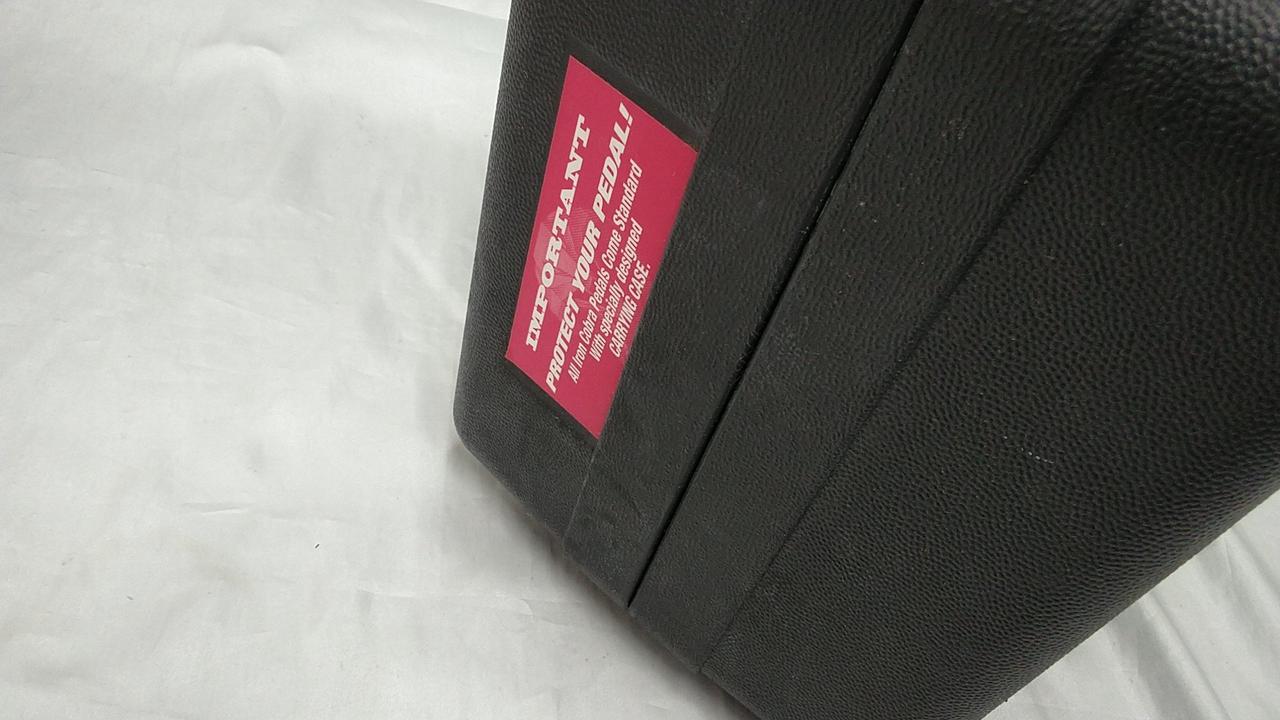 IMPORTANT
PROTECT YOUR PEDAL!
All Iron Cobra Pedals Come Standard
With specially designed
CARRYING CASE.